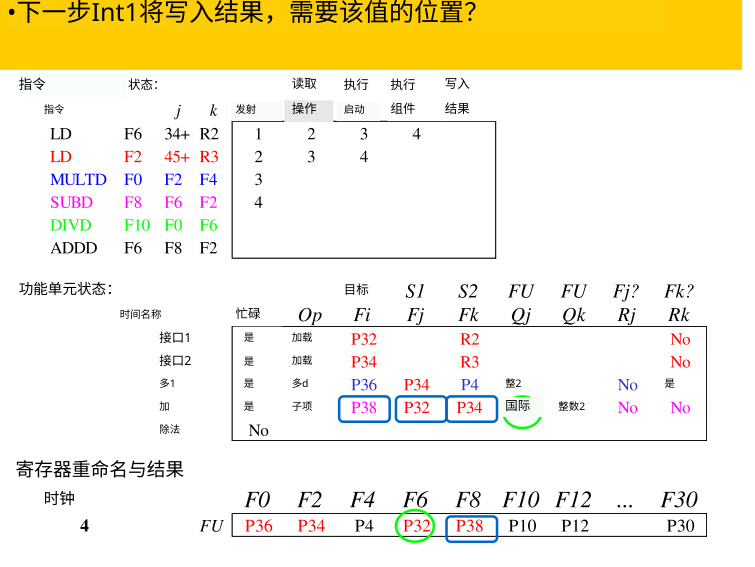 •下一步Int1将写入结果，需要该值的位置？
指令 状态： 读取 执行 执行 写入
指令 j k 发射 操作 启动 组件 结果
LD F6 34+ R2 1 2 3 4
LD F2 45+ R3 2 3 4
MULTD F0 F2 F4 3
SUBD F8 F6 F2 4
DIVD F10 F0 F6
ADDD F6 F8 F2
功能单元状态： 目标 S1 S2 FU FU Fj? Fk?
时间名称 忙碌 Op Fi Fj Fk Qj Qk Rj Rk
接口1 是 加载 P32 R2 No
接口2 是 加载 P34 R3 No
多1 是 多d P36 P34 P4 整2 No 是
加 是 子项 P38 P32 P34 国际 整数2 No No
除法 No
寄存器重命名与结果
时钟 F0 F2 F4 F6 F8 F10 F12 ... F30
4 FU P36 P34 P4 P32 P38 P10 P12 P30